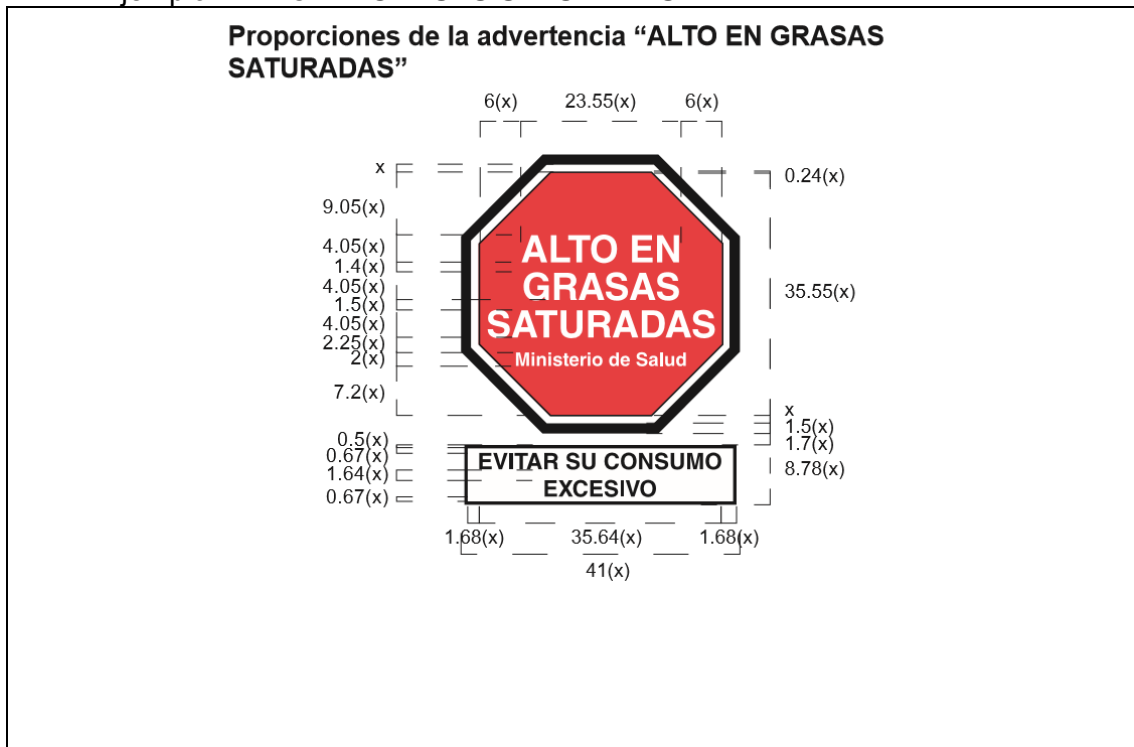 Proporciones de la advertencia “ALTO EN GRASAS
SATURADAS”
6(x) 23.55(x) 6(x)
x
0.24(x)
9.05(x)
4.05(x)
1.4(x)
4.05(x)
1.5(x)
4.05(x)
2.25(x)
2(x)
7.2(x)
0.5(x)
0.67(x)
1.64(x)
0.67(x)
ALTO EN
GRASAS
SATURADAS
Ministerio de Salud
35.55(x)
x
1.5(x)
1.7(x)
8.78(x)
EVITAR SU CONSUMO
EXCESIVO
1.68(x) 35.64(x) 1.68(x)
41(x)